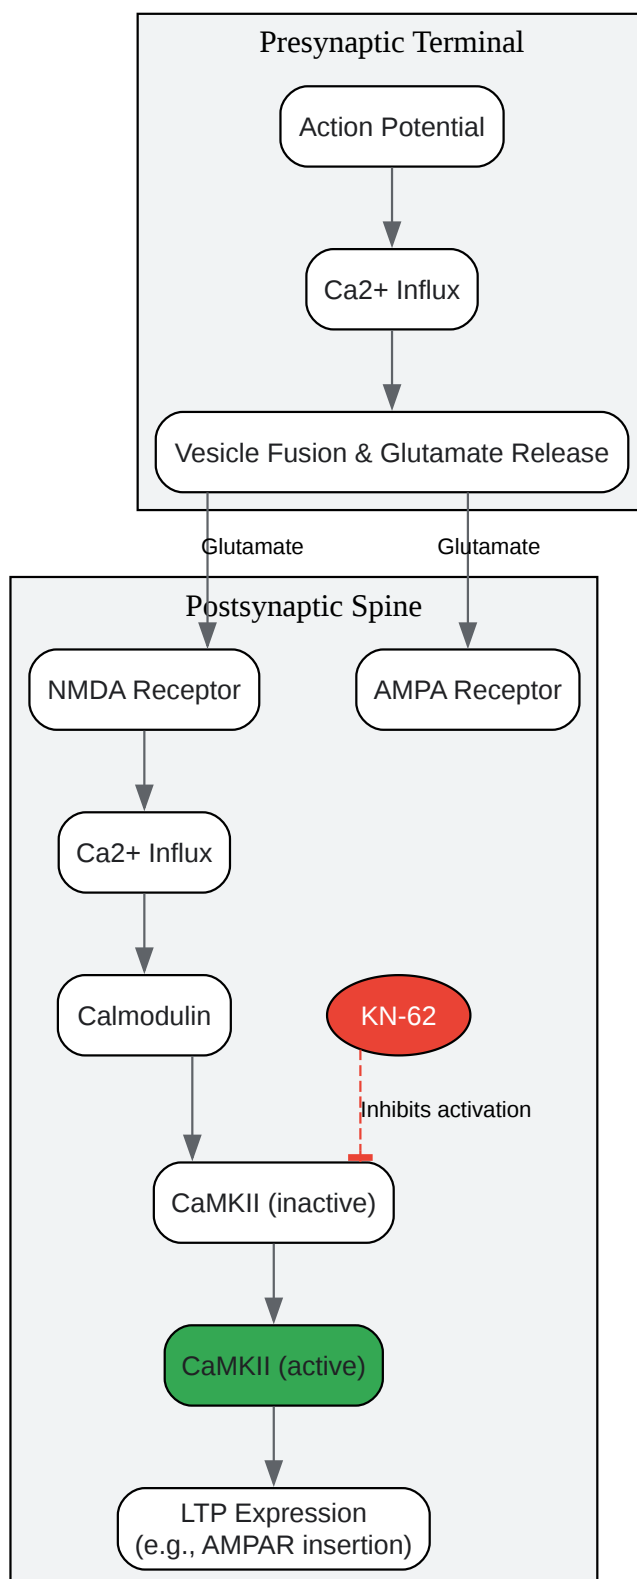 Presynaptic Terminal
Action Potential
Ca2+ Influx
Vesicle Fusion & Glutamate Release
Glutamate
Glutamate
Postsynaptic Spine
NMDA Receptor
AMPA Receptor
Ca2+ Influx
Calmodulin
KN-62
Inhibits activation
CaMKII (inactive)
CaMKII (active)
LTP Expression
(e.g., AMPAR insertion)